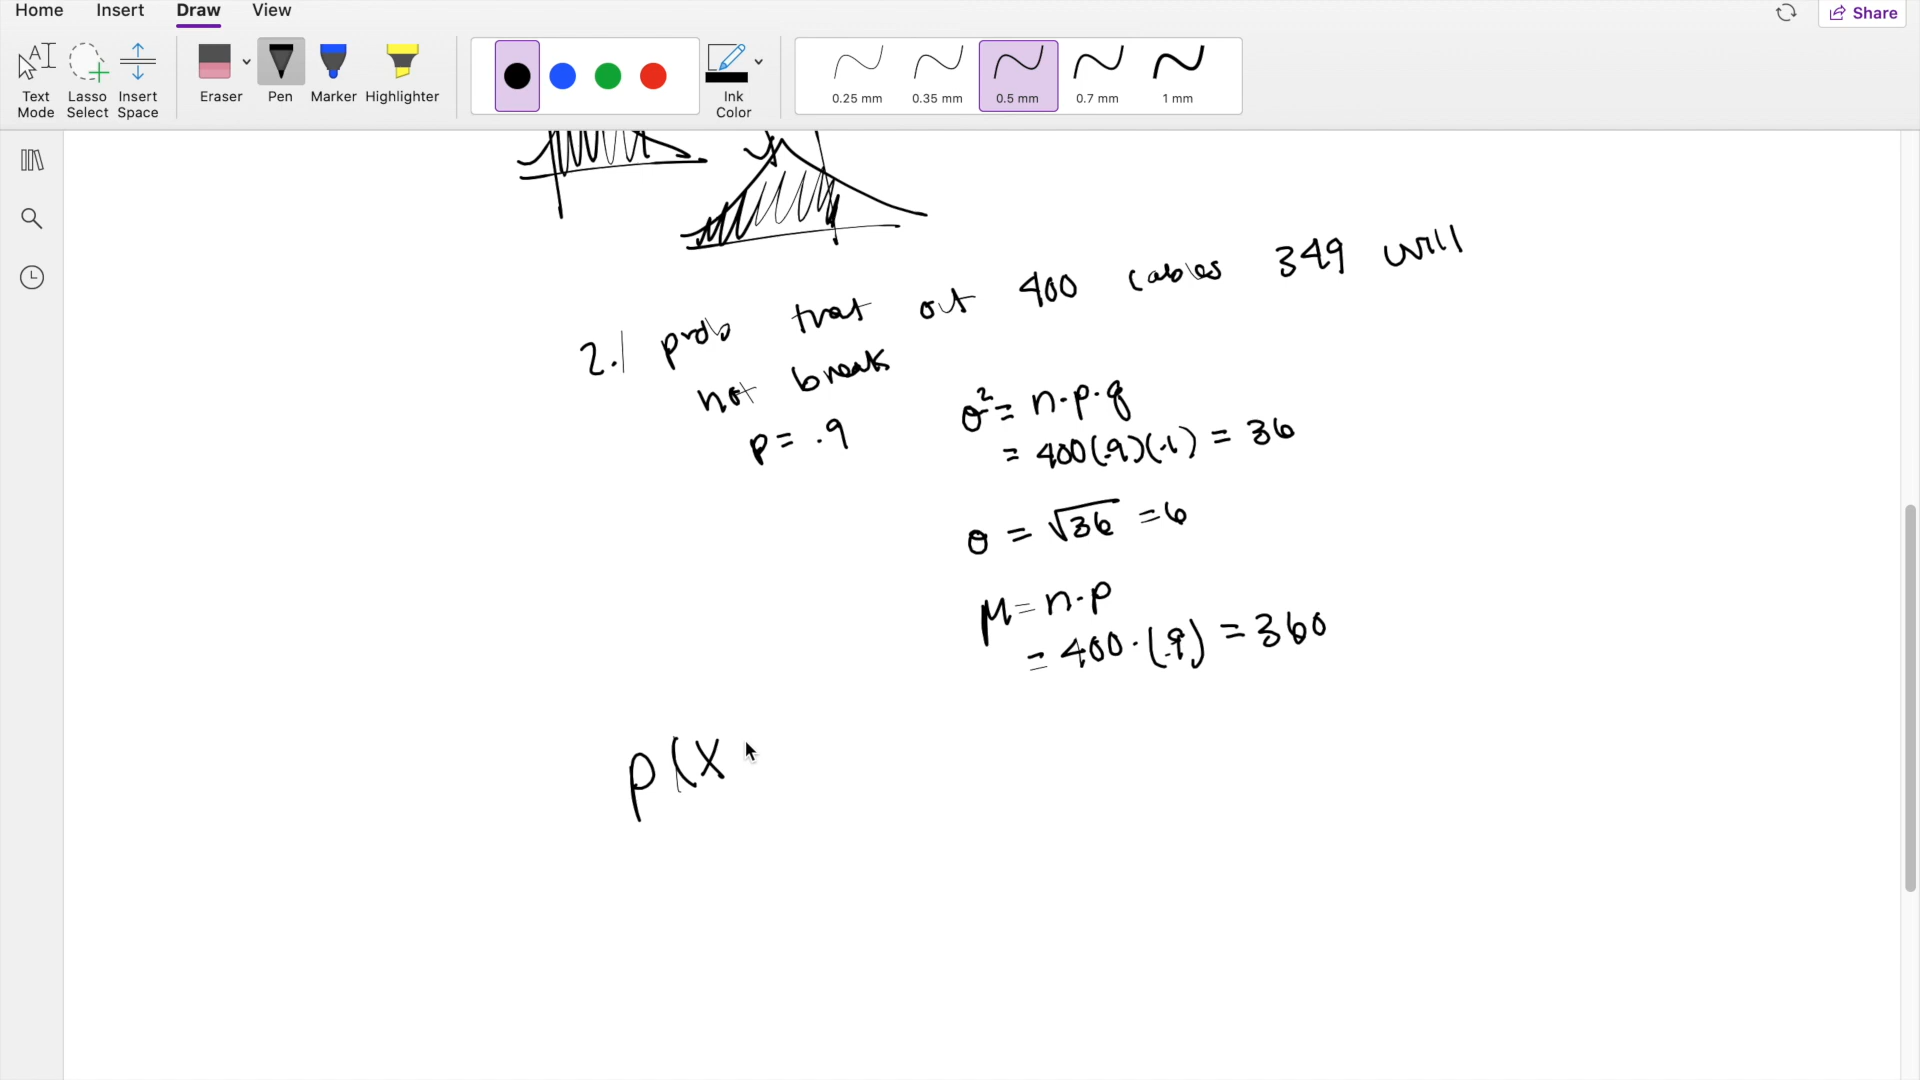 Home Insert Draw View Share
Text Mode Lasso Select Insert Space Eraser Pen Marker Highlighter Ink Color 0.25 mm 0.35 mm 0.5 mm 0.7 mm 1 mm
2.1 prob that out 400 cables 349 will
not break
p = .9
σ² = n·p·q
= 400(.9)(.1) = 36
σ = √36 = 6
μ = n·p
= 400·(.9) = 360
P(X